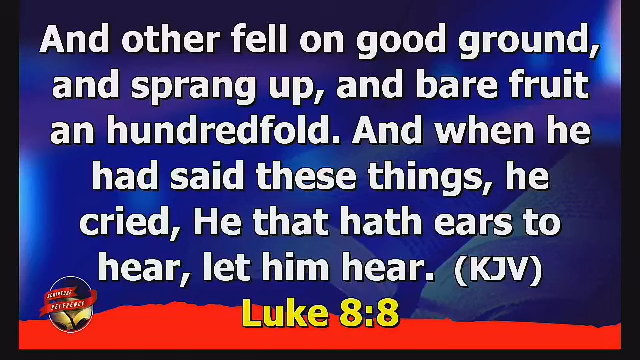 And other fell on good ground,
and sprang up, and bare fruit
an hundredfold. And when he
had said these things, he
cried, He that hath ears to
hear, let him hear. (KJV)
Luke 8:8
REFERENCE